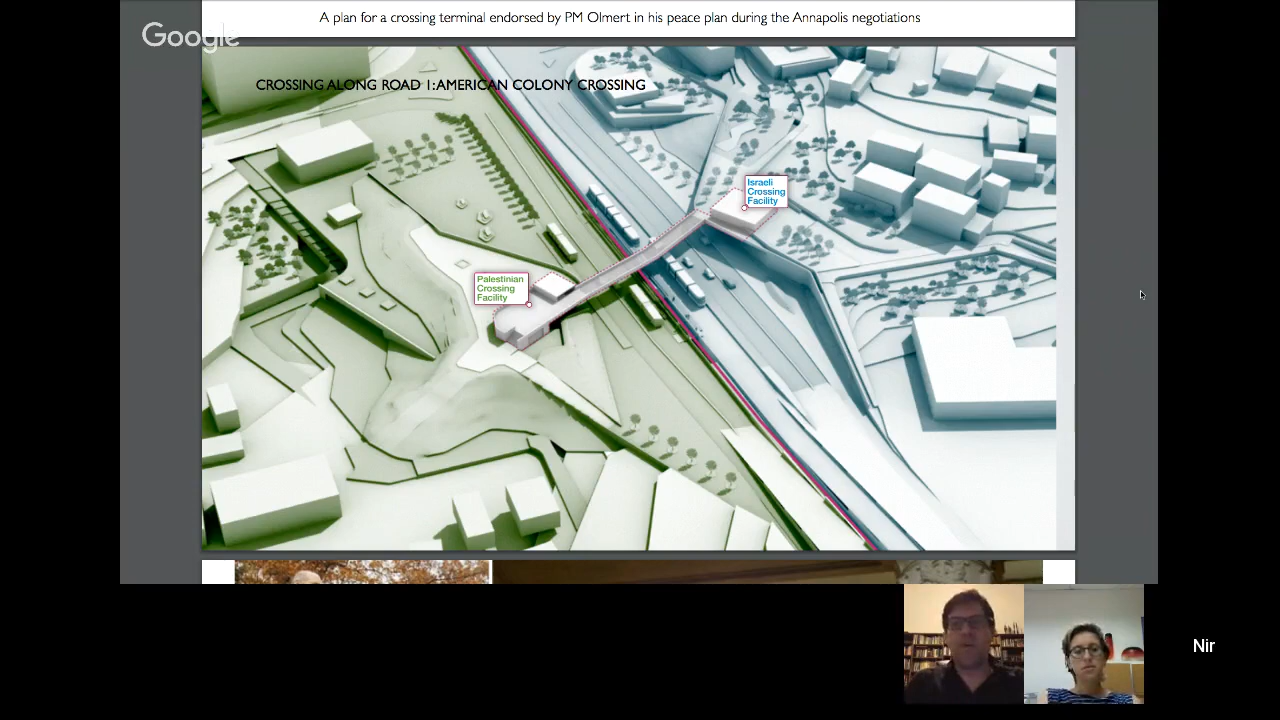 A plan for a crossing terminal endorsed by PM Olmert in his peace plan during the Annapolis negotiations
Google
CROSSING ALONG ROAD 1:AMERICAN COLONY CROSSING
Israeli
Crossing
Facility
Palestinian
Crossing
Facility
Nir